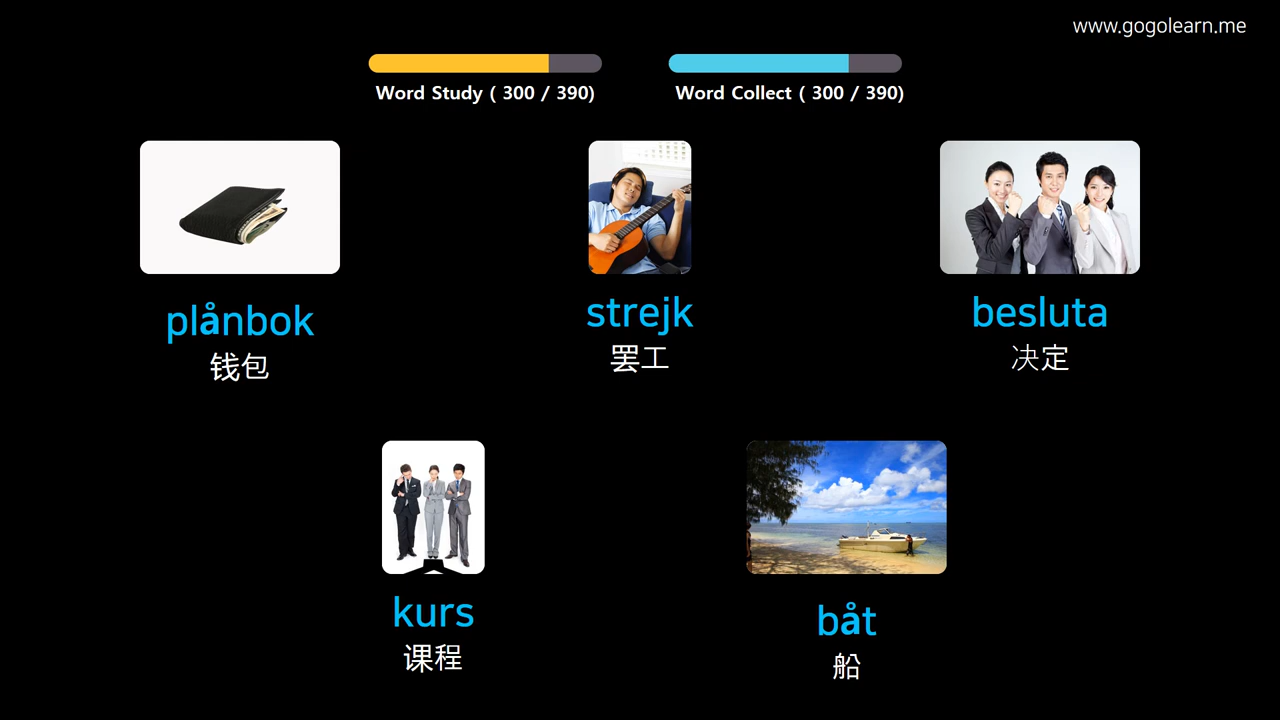 www.gogolearn.me
Word Study ( 300 / 390)
Word Collect ( 300 / 390)
plånbok
钱包
strejk
罢工
besluta
决定
kurs
课程
båt
船